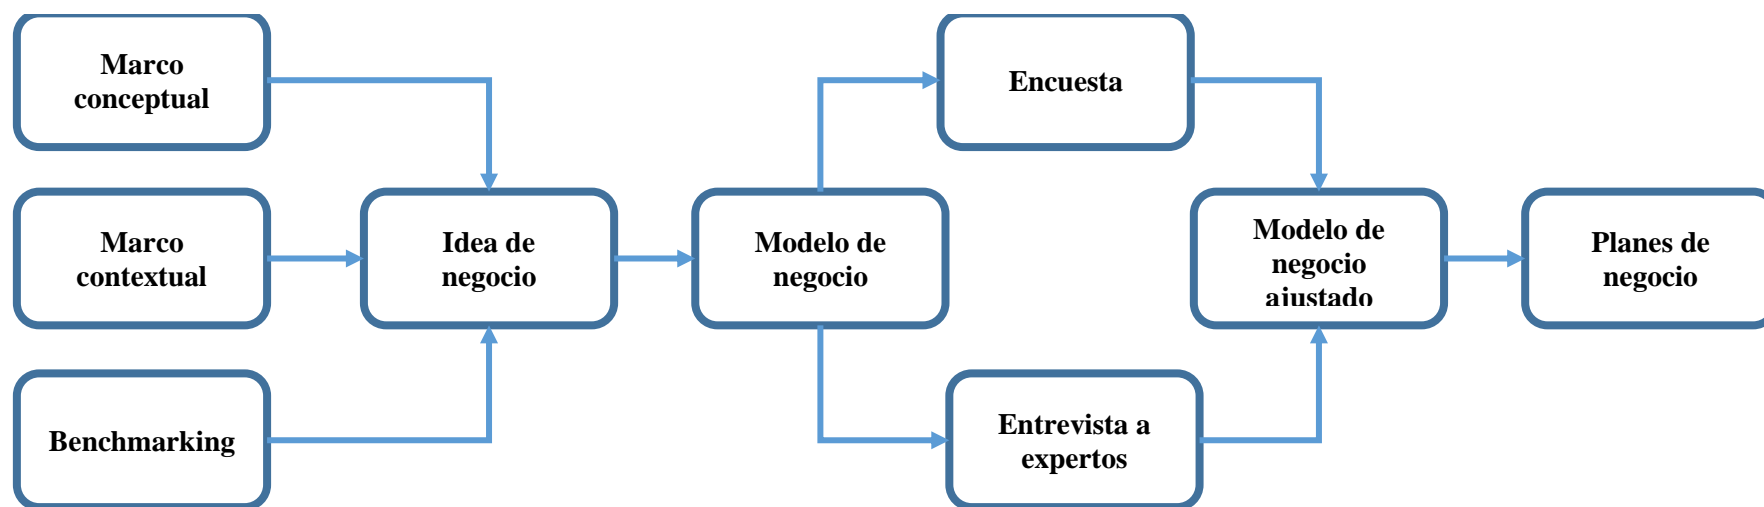 Marco
conceptual
Encuesta
Marco
contextual
Idea de
negocio
Modelo de
negocio
Modelo de
negocio
ajustado
Planes de
negocio
Benchmarking
Entrevista a
expertos